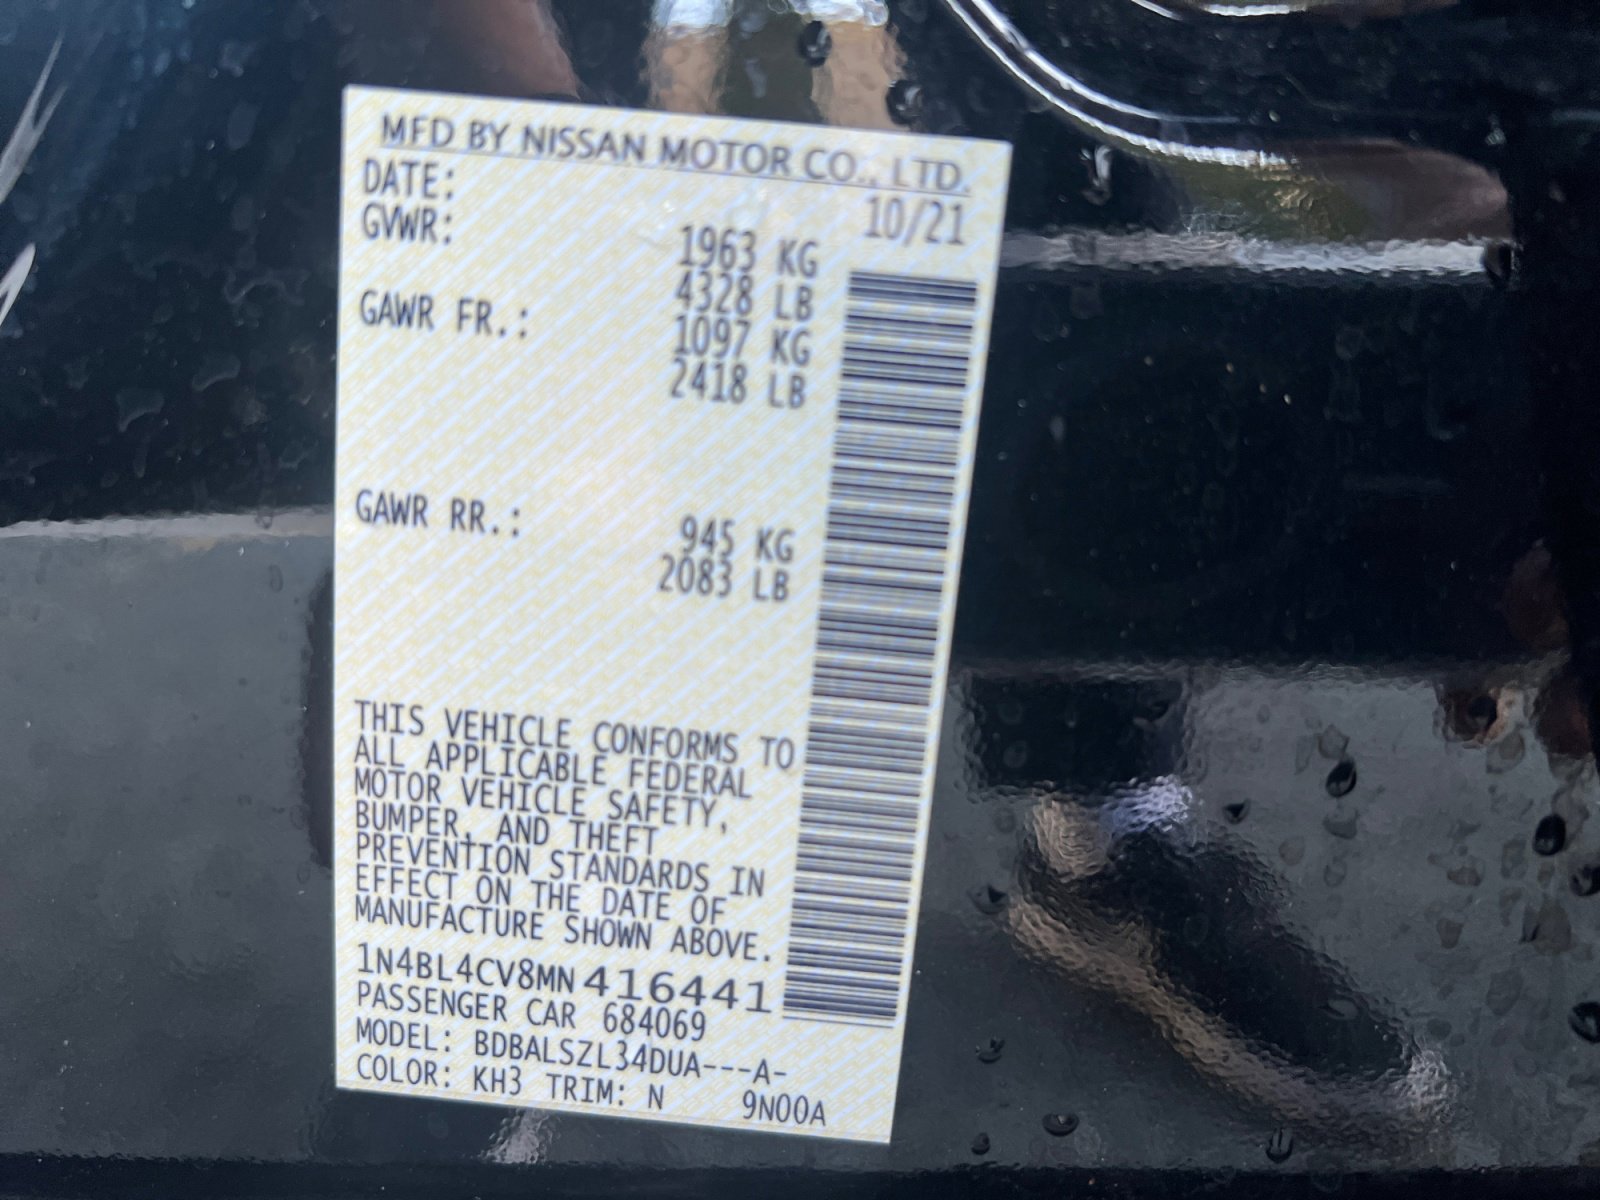 MFD BY NISSAN MOTOR CO., LTD.
DATE: 10/21
GVWR: 1963 KG
4328 LB
GAWR FR.: 1097 KG
2418 LB
GAWR RR.: 945 KG
2083 LB
THIS VEHICLE CONFORMS TO
ALL APPLICABLE FEDERAL
MOTOR VEHICLE SAFETY,
BUMPER, AND THEFT
PREVENTION STANDARDS IN
EFFECT ON THE DATE OF
MANUFACTURE SHOWN ABOVE.
1N4BL4CV8MN416441
PASSENGER CAR 684069
MODEL: BDBALSZL34DUA---A-
COLOR: KH3 TRIM: N 9N00A